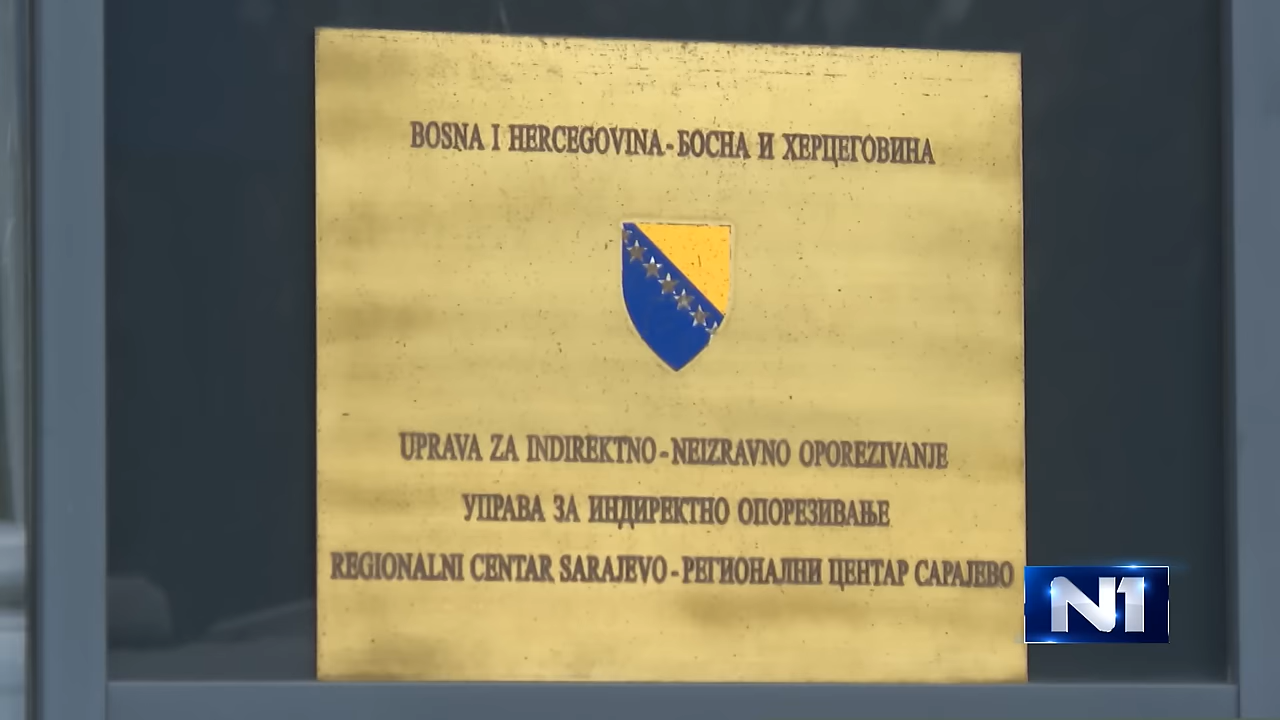 BOSNA I HERCEGOVINA - БОСНА И ХЕРЦЕГОВИНА
UPRAVA ZA INDIREKTNO - NEIZRAVNO OPOREZIVANJE
УПРАВА ЗА ИНДИРЕКТНО ОПОРЕЗИВАЊЕ
REGIONALNI CENTAR SARAJEVO - РЕГИОНАЛНИ ЦЕНТАР САРАЈЕВО
N1